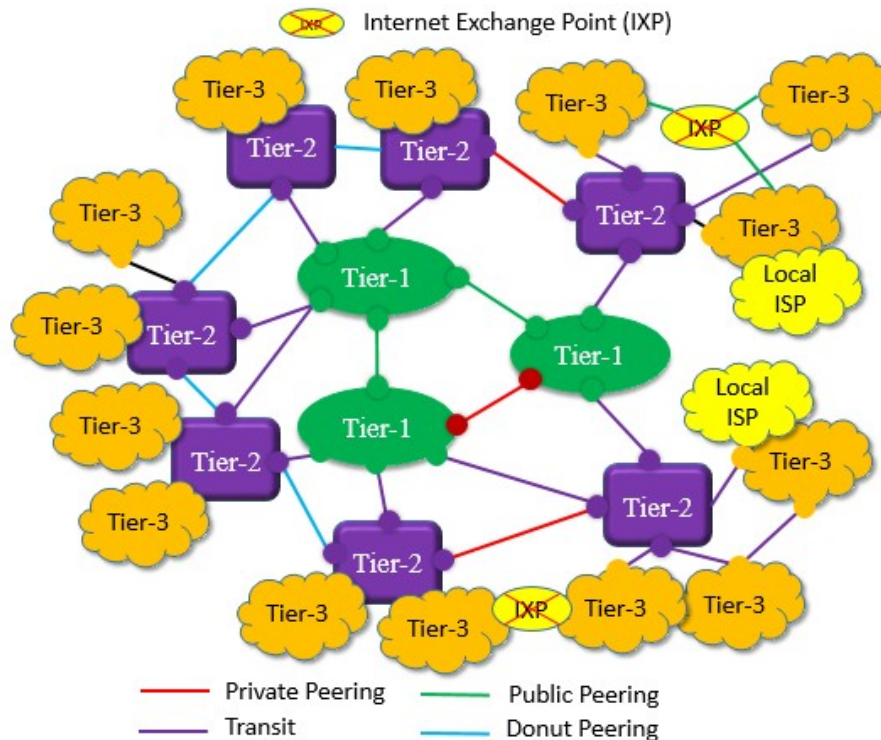 IXP Internet Exchange Point (IXP)
Tier-3
Tier-3
Tier-3
Tier-3
IXP
Tier-2
Tier-2
Tier-3
Tier-2
Tier-3
Tier-1
Local
ISP
Tier-3
Tier-2
Tier-1
Local
ISP
Tier-3
Tier-1
Tier-2
Tier-3
Tier-3
Tier-2
Tier-2
Tier-3
Tier-3
IXP
Tier-3
Tier-3
Private Peering
Public Peering
Transit
Donut Peering